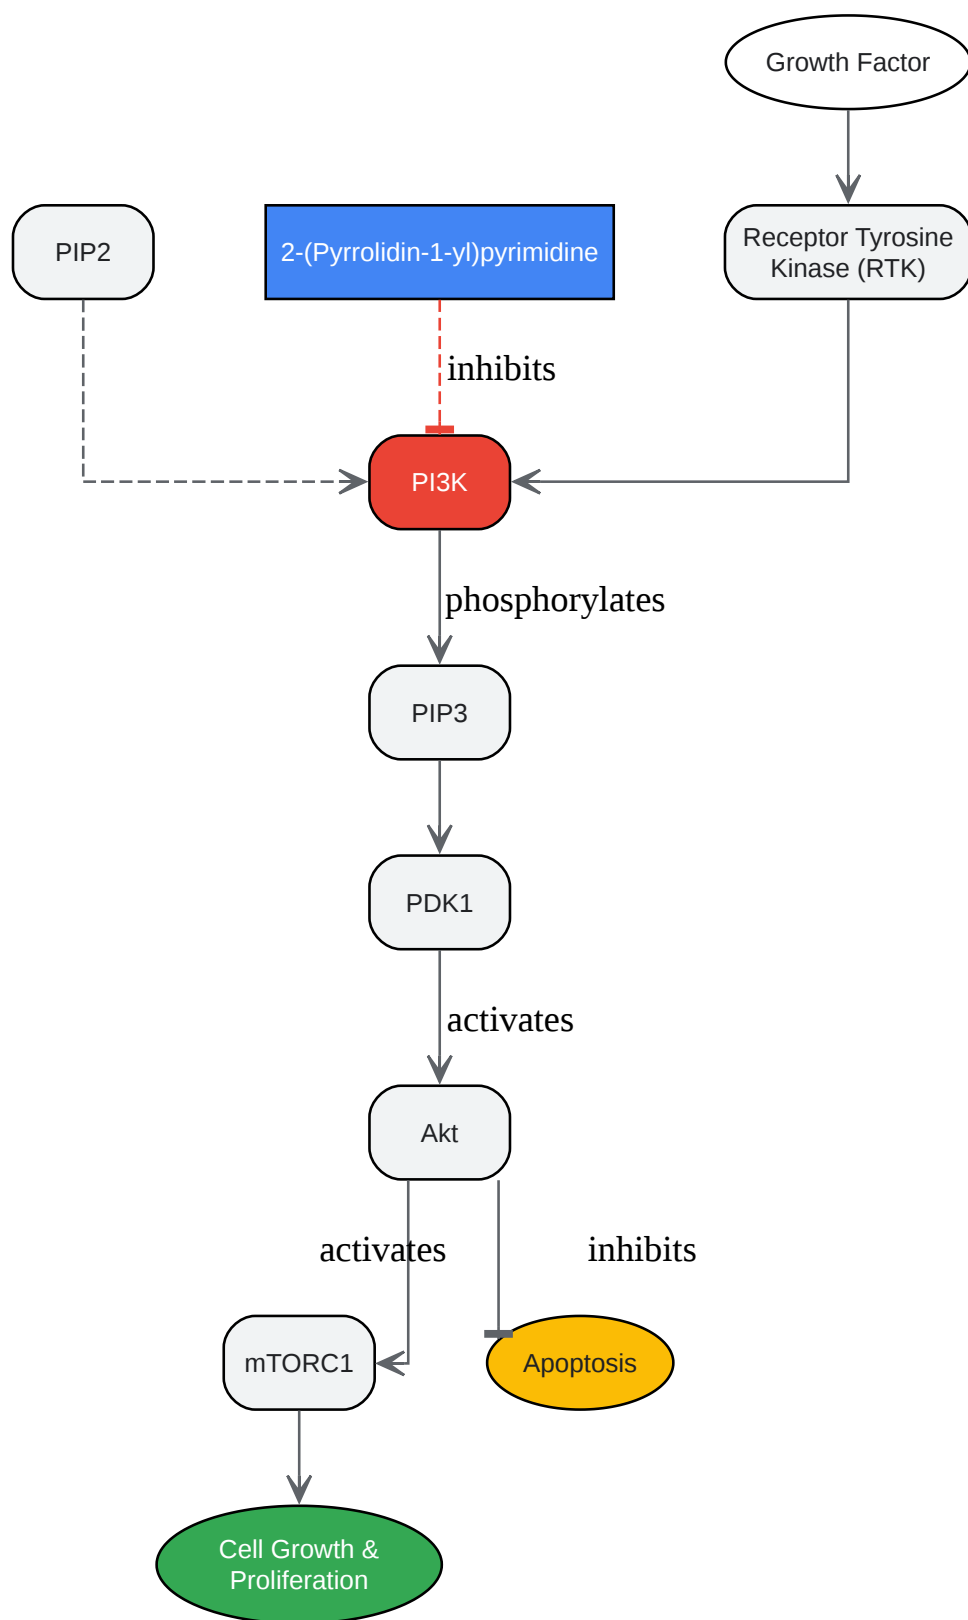 Growth Factor
PIP2
2-(Pyrrolidin-1-yl)pyrimidine
Receptor Tyrosine
Kinase (RTK)
inhibits
PI3K
phosphorylates
PIP3
PDK1
activates
Akt
activates
inhibits
mTORC1
Apoptosis
Cell Growth &
Proliferation